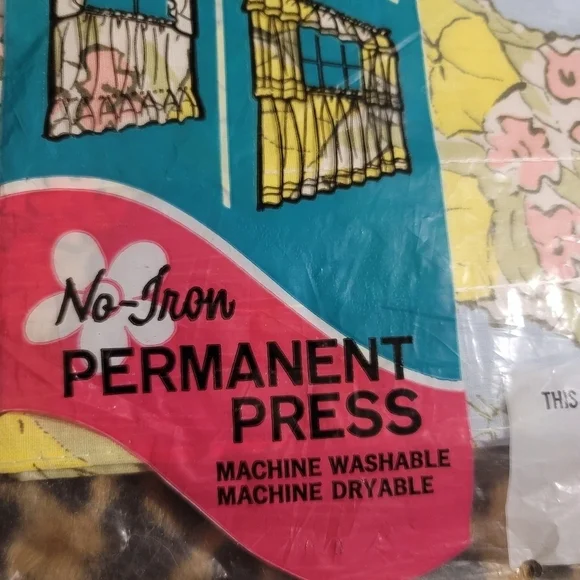 No-Iron
PERMANENT
PRESS
MACHINE WASHABLE
MACHINE DRYABLE
THIS